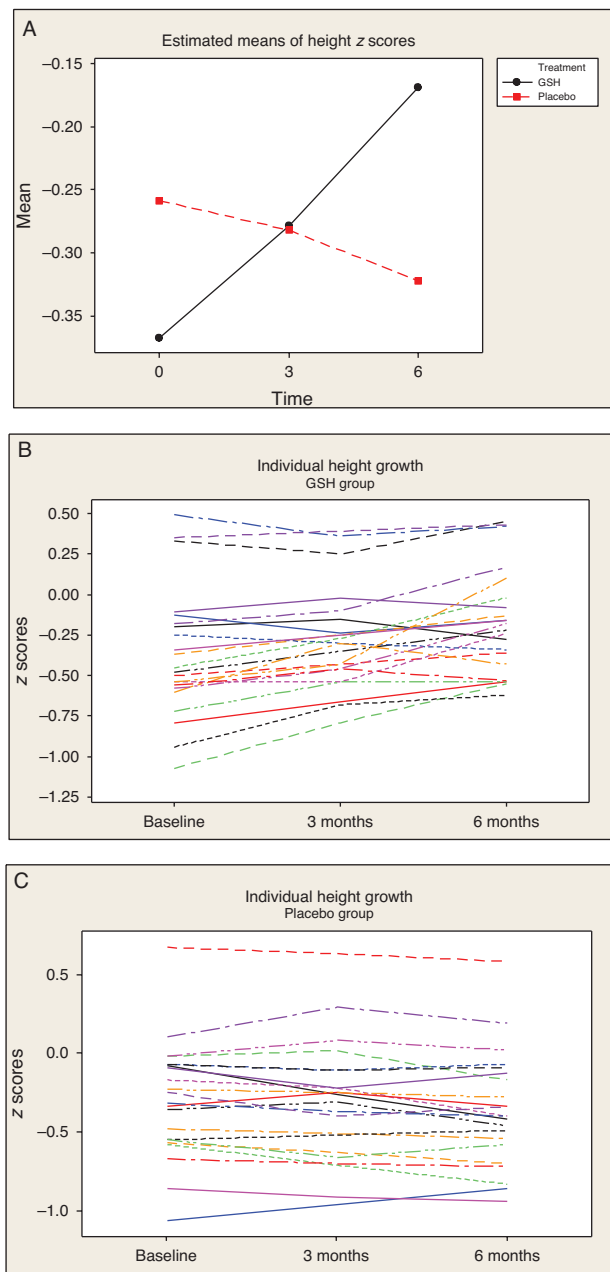 A
Estimated means of height z scores
−0.15
−0.20
−0.25
−0.30
−0.35
Mean
0
3
6
Time
Treatment
GSH
Placebo
B
Individual height growth
GSH group
0.50
0.25
0.00
−0.25
−0.50
−0.75
−1.00
−1.25
z scores
Baseline
3 months
6 months
C
Individual height growth
Placebo group
0.5
0.0
−0.5
−1.0
z scores
Baseline
3 months
6 months